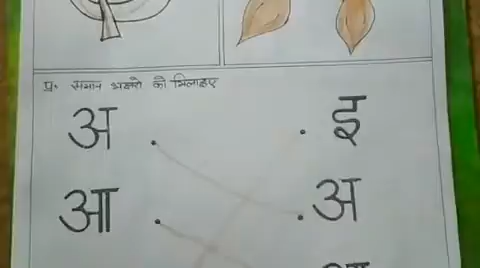 प्र. समान अक्षरों को मिलाइए
अ इ
आ अ